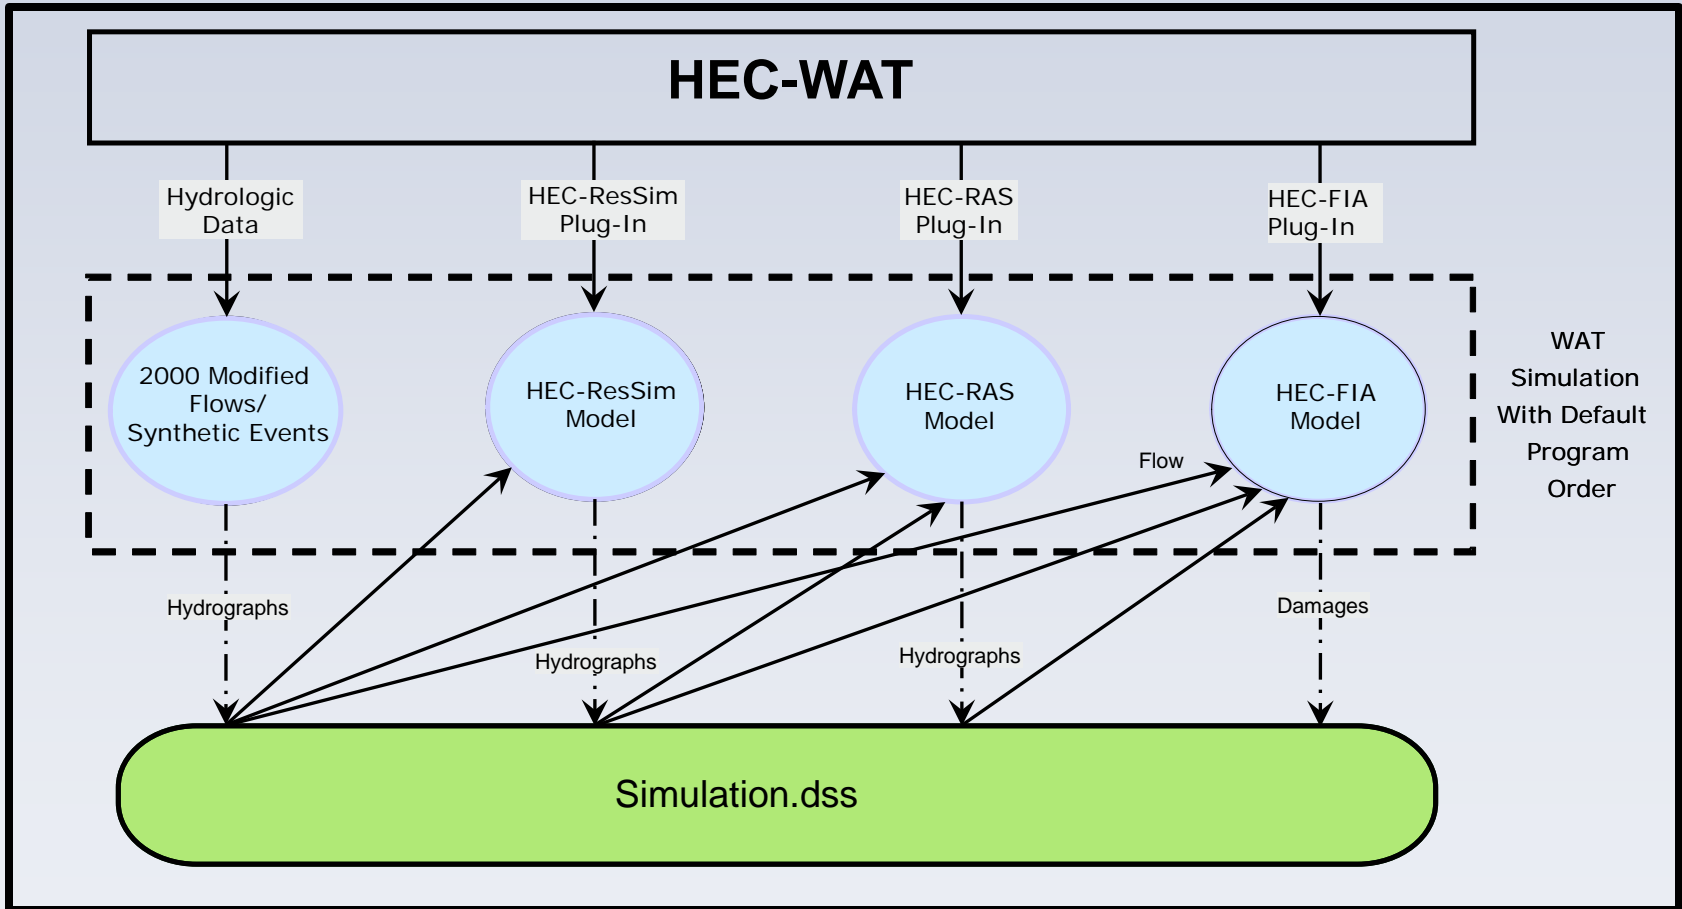 HEC-WAT
Hydrologic
Data
HEC-ResSim
Plug-In
HEC-RAS
Plug-In
HEC-FIA
Plug-In
2000 Modified
Flows/
Synthetic Events
HEC-ResSim
Model
HEC-RAS
Model
HEC-FIA
Model
WAT
Simulation
With Default
Program
Order
Flow
Hydrographs
Hydrographs
Hydrographs
Damages
Simulation.dss